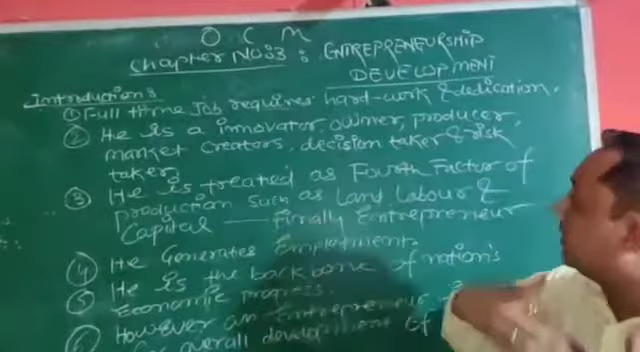 O C M
Chapter No:3 : ENTREPRENEURSHIP
DEVELOPMENT
Introduction:
① Full time Job requires hard-work & dedication.
② He is a innovator, owner, producer,
market creators, decision taker & risk
taker
③ He is treated as Fourth Factor of
production such as Land Labour &
Capital — Finally Entrepreneur
④ He Generates Employment.
⑤ He is the backbone of nation's
Economic progress.
⑥ However an Entrepreneur
overall development of